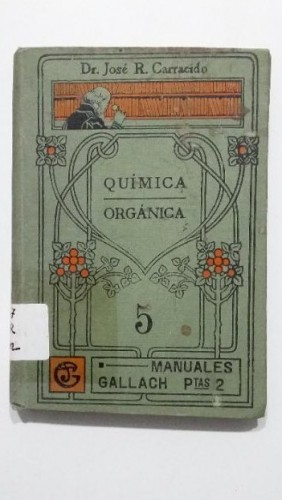 Dr. José R. Carracido
QUÍMICA
ORGÁNICA
5
MANUALES
GALLACH PTAS 2